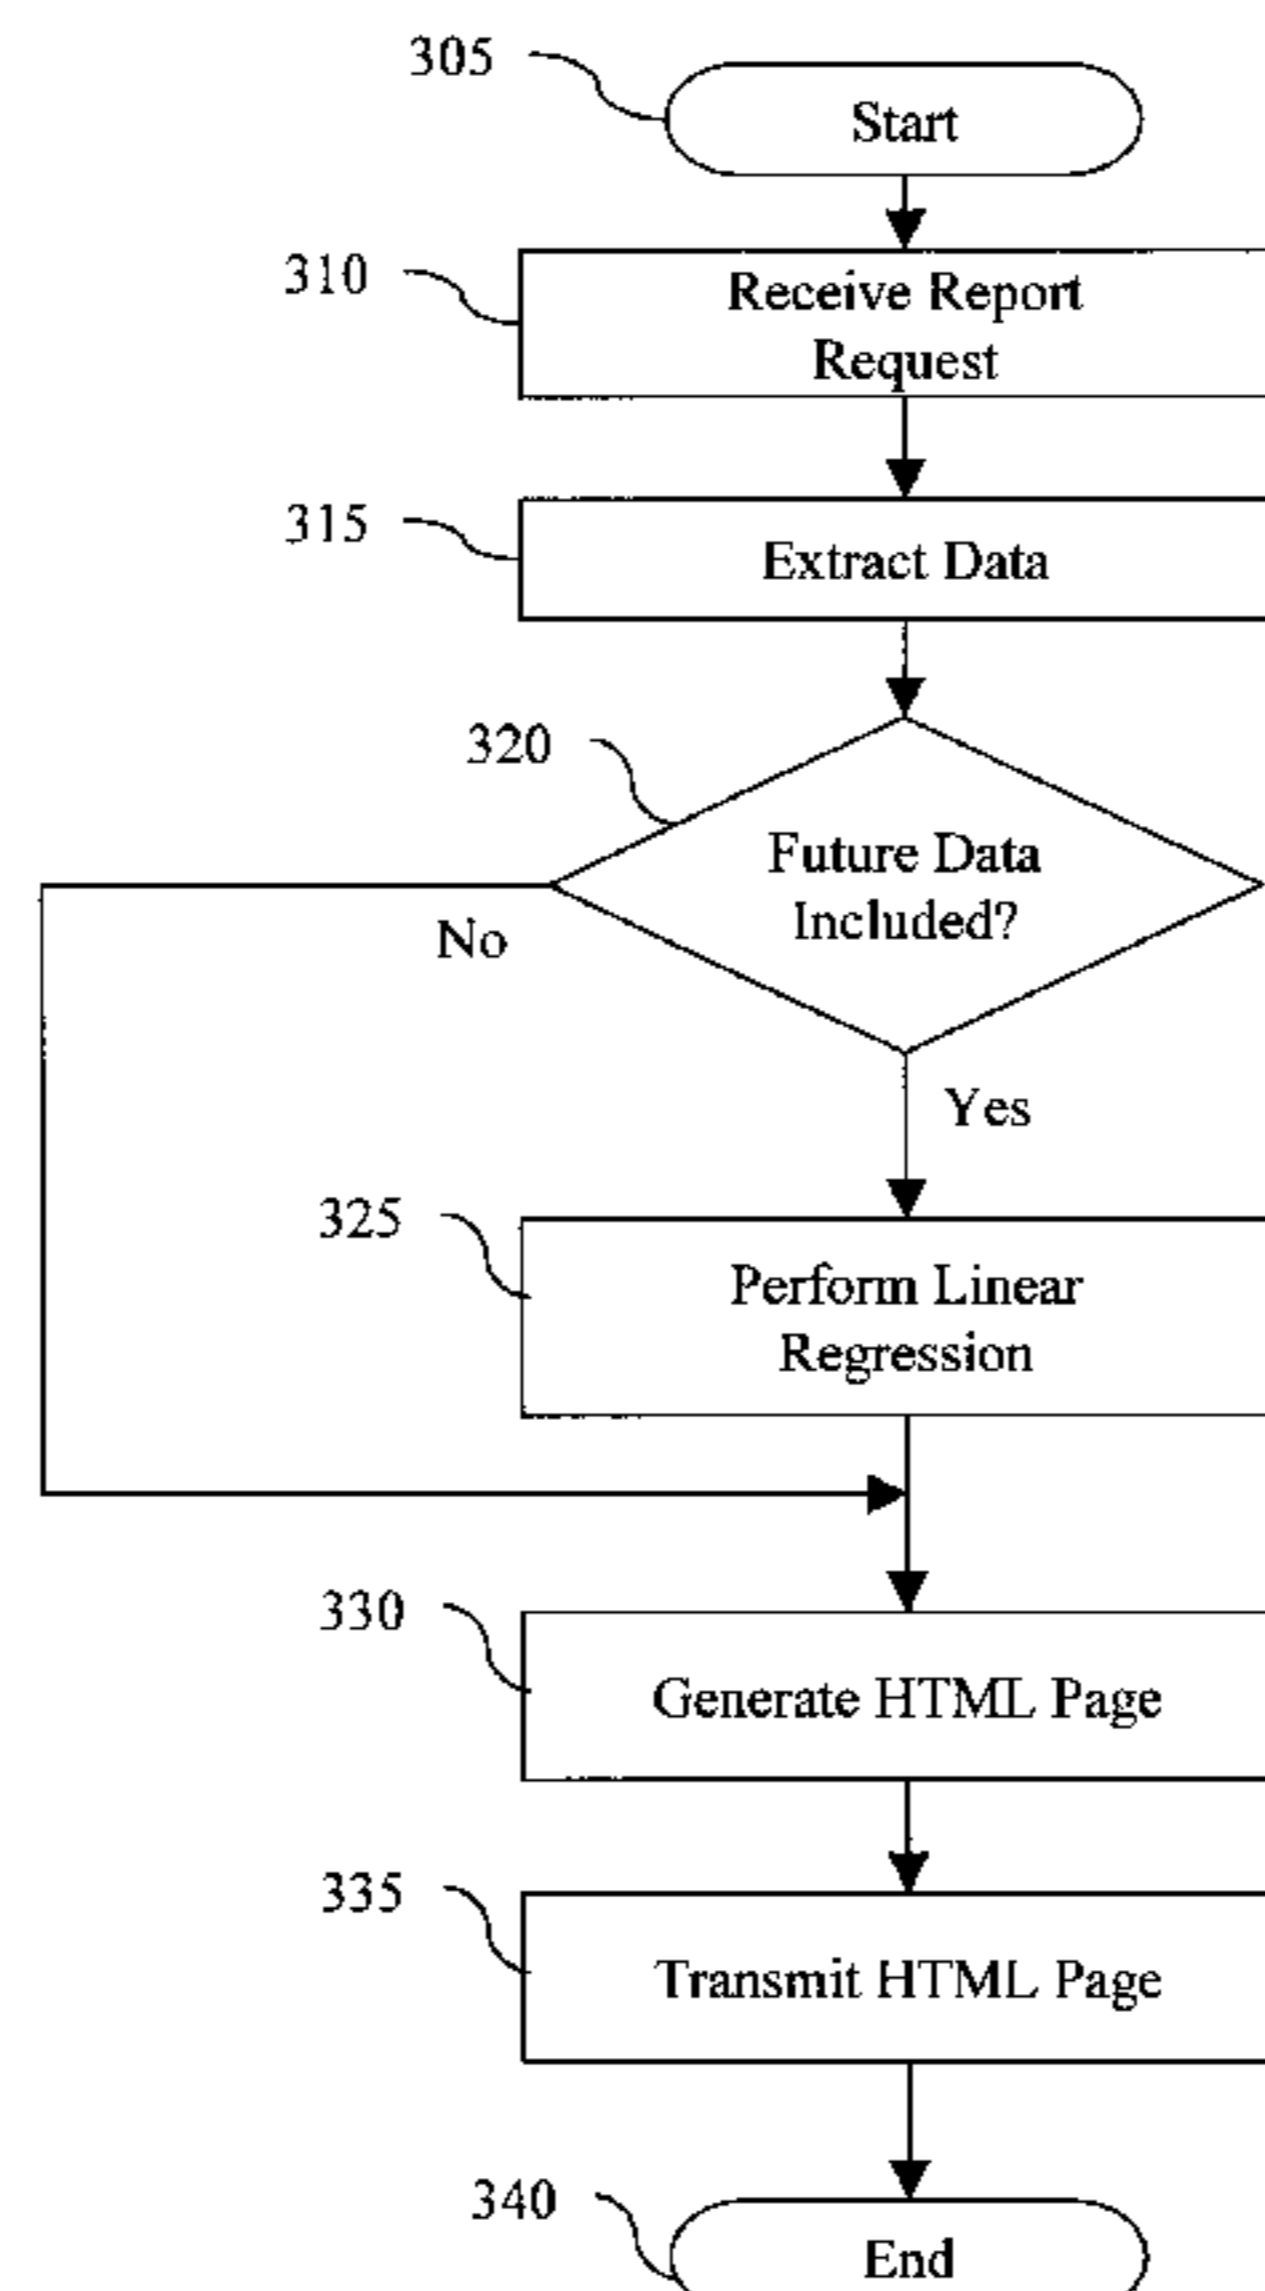 305
Start
310
Receive Report
Request
315
Extract Data
320
Future Data
Included?
No
Yes
325
Perform Linear
Regression
330
Generate HTML Page
335
Transmit HTML Page
340
End